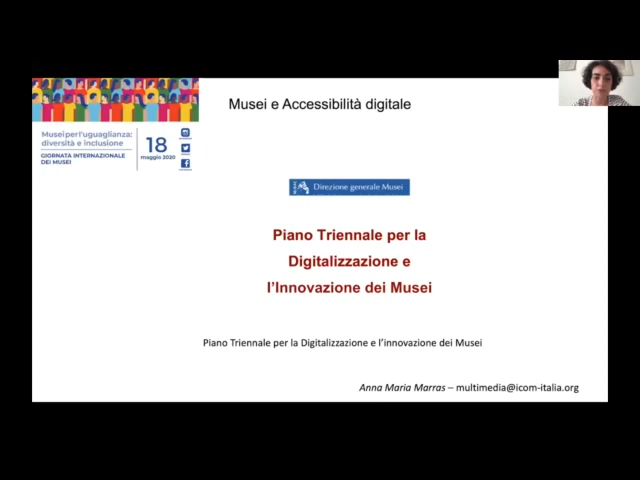 Musei e Accessibilità digitale
Musei per l'uguaglianza:
diversità e inclusione
GIORNATA INTERNAZIONALE
DEI MUSEI
18
maggio 2020
Direzione generale Musei
Piano Triennale per la
Digitalizzazione e
l’Innovazione dei Musei
Piano Triennale per la Digitalizzazione e l’innovazione dei Musei
Anna Maria Marras – multimedia@icom-italia.org